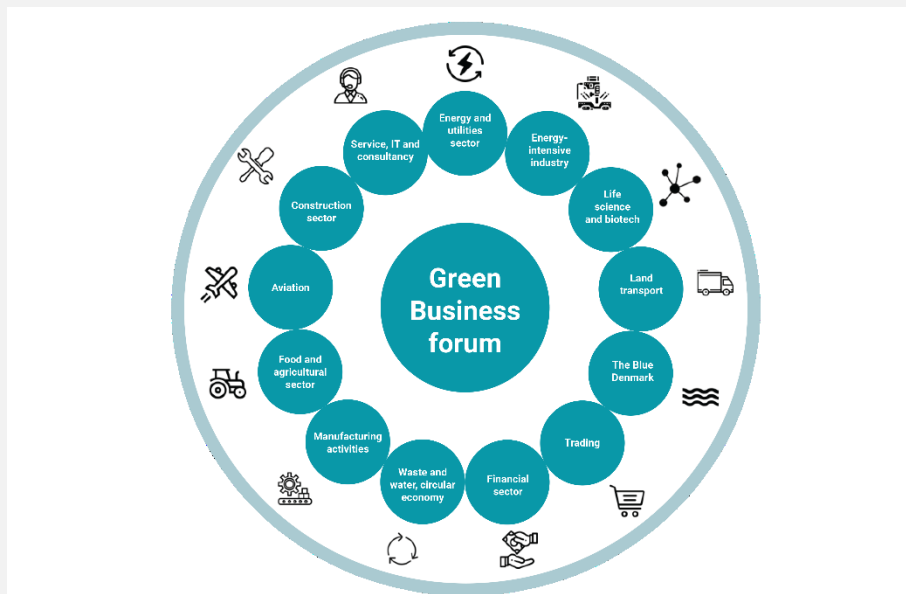 Energy and
utilities
sector
Energy-
intensive
industry
Life
science
and biotech
Land
transport
The Blue
Denmark
Trading
Financial
sector
Waste and
water, circular
economy
Manufacturing
activities
Food and
agricultural
sector
Aviation
Construction
sector
Service, IT and
consultancy
Green
Business
forum